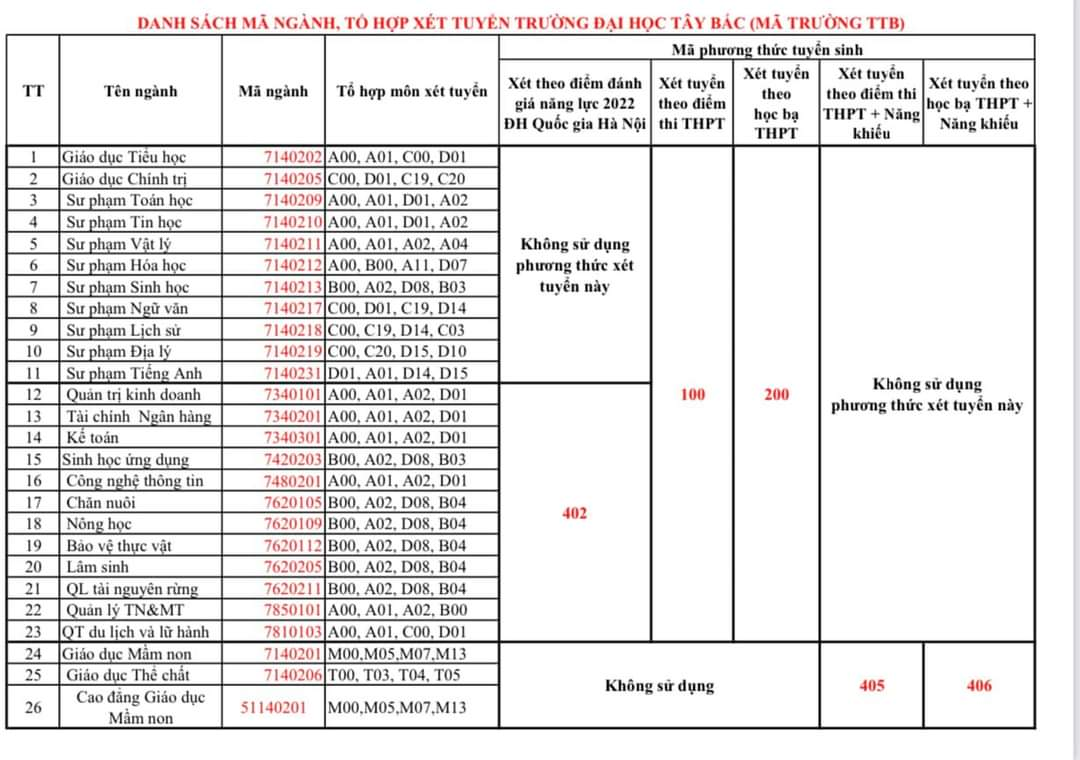 DANH SÁCH MÃ NGÀNH, TỔ HỢP XÉT TUYỂN TRƯỜNG ĐẠI HỌC TÂY BẮC (MÃ TRƯỜNG TTB)
TT
Tên ngành
Mã ngành
Tổ hợp môn xét tuyển
Mã phương thức tuyển sinh
Xét theo điểm đánh
giá năng lực 2022
ĐH Quốc gia Hà Nội
Xét tuyển
theo điểm
thi THPT
Xét tuyển
theo
học bạ
THPT
Xét tuyển
theo điểm thi
THPT + Năng
khiếu
Xét tuyển theo
học bạ THPT +
Năng khiếu
1 Giáo dục Tiểu học 7140202 A00, A01, C00, D01
2 Giáo dục Chính trị 7140205 C00, D01, C19, C20
3 Sư phạm Toán học 7140209 A00, A01, D01, A02
4 Sư phạm Tin học 7140210 A00, A01, D01, A02
5 Sư phạm Vật lý 7140211 A00, A01, A02, A04
6 Sư phạm Hóa học 7140212 A00, B00, A11, D07
7 Sư phạm Sinh học 7140213 B00, A02, D08, B03
8 Sư phạm Ngữ văn 7140217 C00, D01, C19, D14
9 Sư phạm Lịch sử 7140218 C00, C19, D14, C03
10 Sư phạm Địa lý 7140219 C00, C20, D15, D10
11 Sư phạm Tiếng Anh 7140231 D01, A01, D14, D15
12 Quản trị kinh doanh 7340101 A00, A01, A02, D01
13 Tài chính Ngân hàng 7340201 A00, A01, A02, D01
14 Kế toán 7340301 A00, A01, A02, D01
15 Sinh học ứng dụng 7420203 B00, A02, D08, B03
16 Công nghệ thông tin 7480201 A00, A01, A02, D01
17 Chăn nuôi 7620105 B00, A02, D08, B04
18 Nông học 7620109 B00, A02, D08, B04
19 Bảo vệ thực vật 7620112 B00, A02, D08, B04
20 Lâm sinh 7620205 B00, A02, D08, B04
21 QL tài nguyên rừng 7620211 B00, A02, D08, B04
22 Quản lý TN&MT 7850101 A00, A01, A02, B00
23 QT du lịch và lữ hành 7810103 A00, A01, C00, D01
24 Giáo dục Mầm non 7140201 M00,M05,M07,M13
25 Giáo dục Thể chất 7140206 T00, T03, T04, T05
26 Cao đẳng Giáo dục
Mầm non 51140201 M00,M05,M07,M13
Không sử dụng
phương thức xét
tuyển này
402
100
200
Không sử dụng
phương thức xét tuyển này
Không sử dụng
405
406